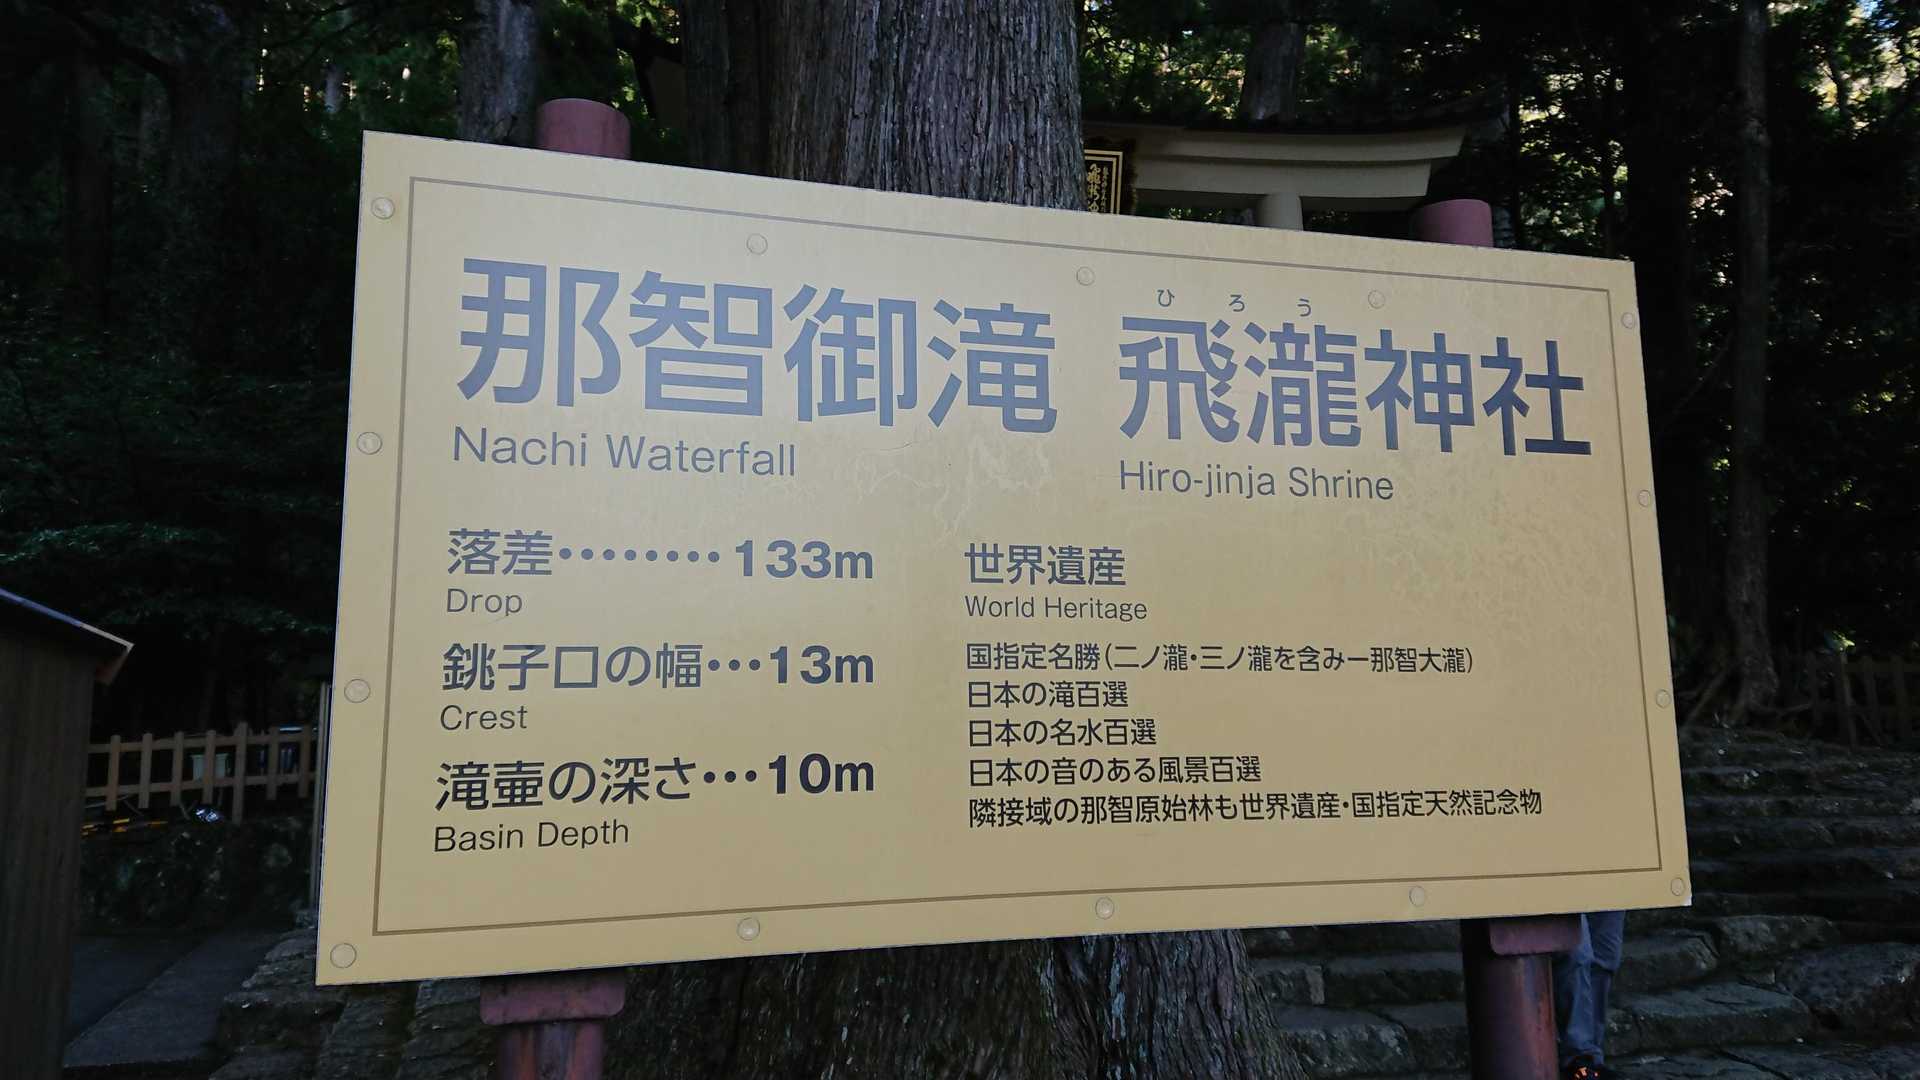 那智御滝
Nachi Waterfall
ひろう
飛瀧神社
Hiro-jinja Shrine
落差········133m
Drop
銚子口の幅···13m
Crest
滝壷の深さ···10m
Basin Depth
世界遺産
World Heritage
国指定名勝(二ノ瀧・三ノ瀧を含みー那智大瀧)
日本の滝百選
日本の名水百選
日本の音のある風景百選
隣接域の那智原始林も世界遺産・国指定天然記念物